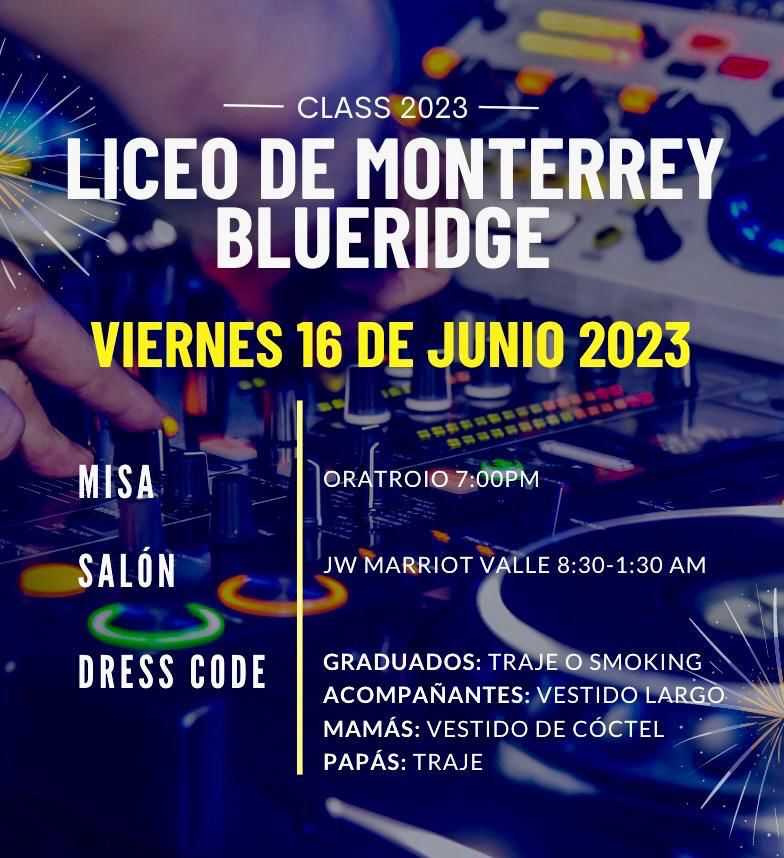 CLASS 2023
LICEO DE MONTERREY
BLUERIDGE
VIERNES 16 DE JUNIO 2023
MISA
ORATROIO 7:00PM
SALÓN
JW MARRIOT VALLE 8:30-1:30 AM
DRESS CODE
GRADUADOS: TRAJE O SMOKING
ACOMPAÑANTES: VESTIDO LARGO
MAMÁS: VESTIDO DE CÓCTEL
PAPÁS: TRAJE